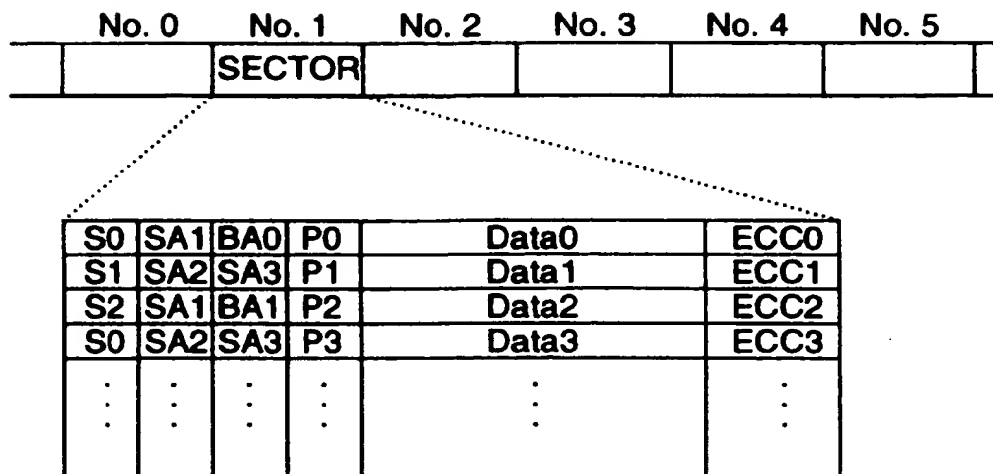 No. 0 No. 1 No. 2 No. 3 No. 4 No. 5
SECTOR
S0 SA1 BA0 P0 Data0 ECC0
S1 SA2 SA3 P1 Data1 ECC1
S2 SA1 BA1 P2 Data2 ECC2
S0 SA2 SA3 P3 Data3 ECC3